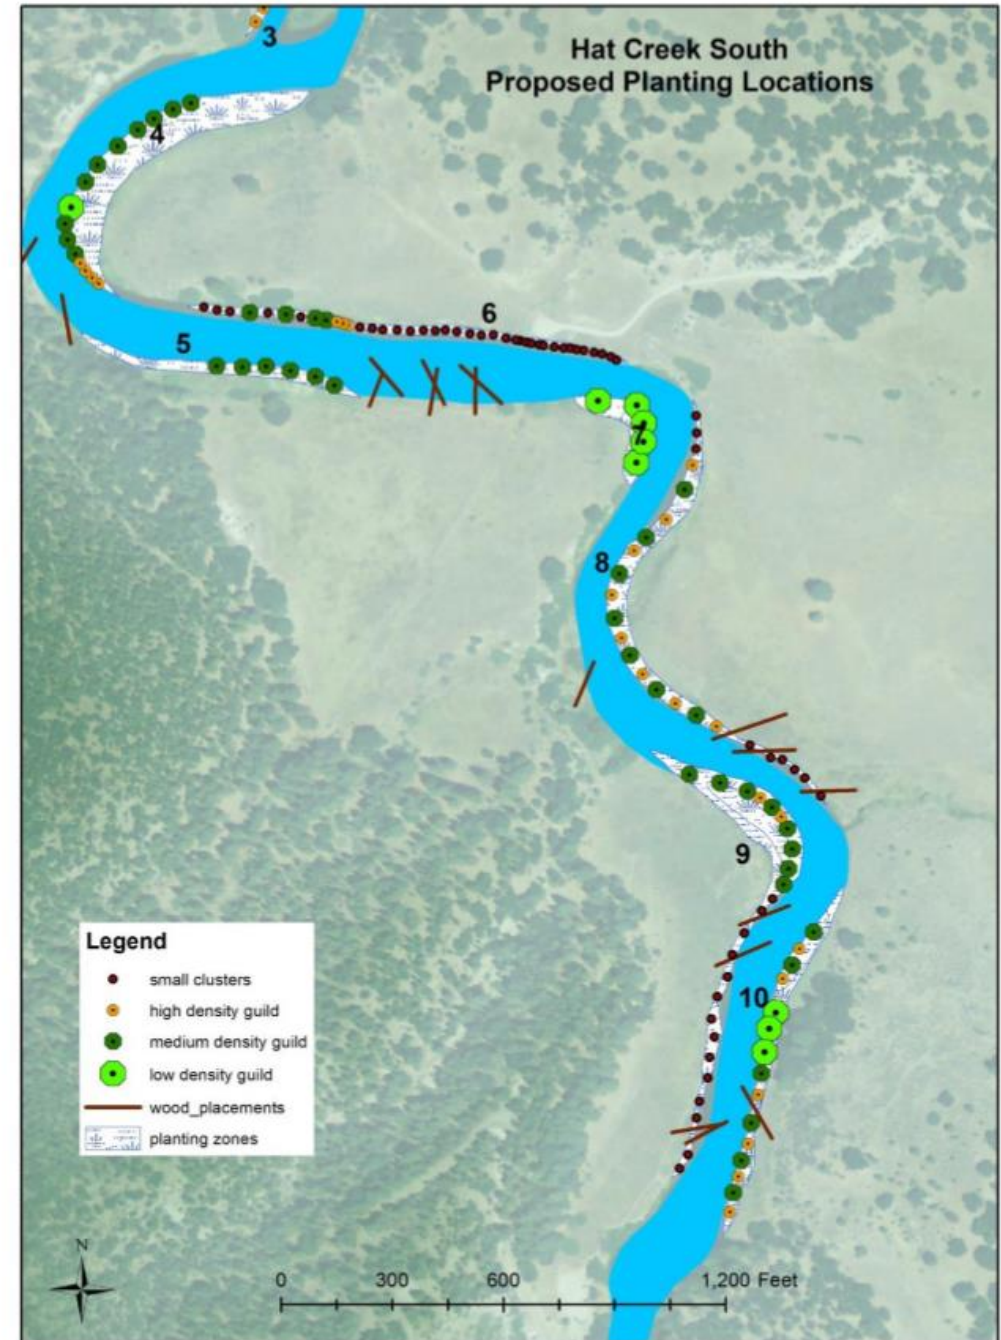 Hat Creek South
Proposed Planting Locations
3
4
5
6
7
8
9
10
Legend
small clusters
high density guild
medium density guild
low density guild
wood_placements
planting zones
N
0 300 600 1,200 Feet